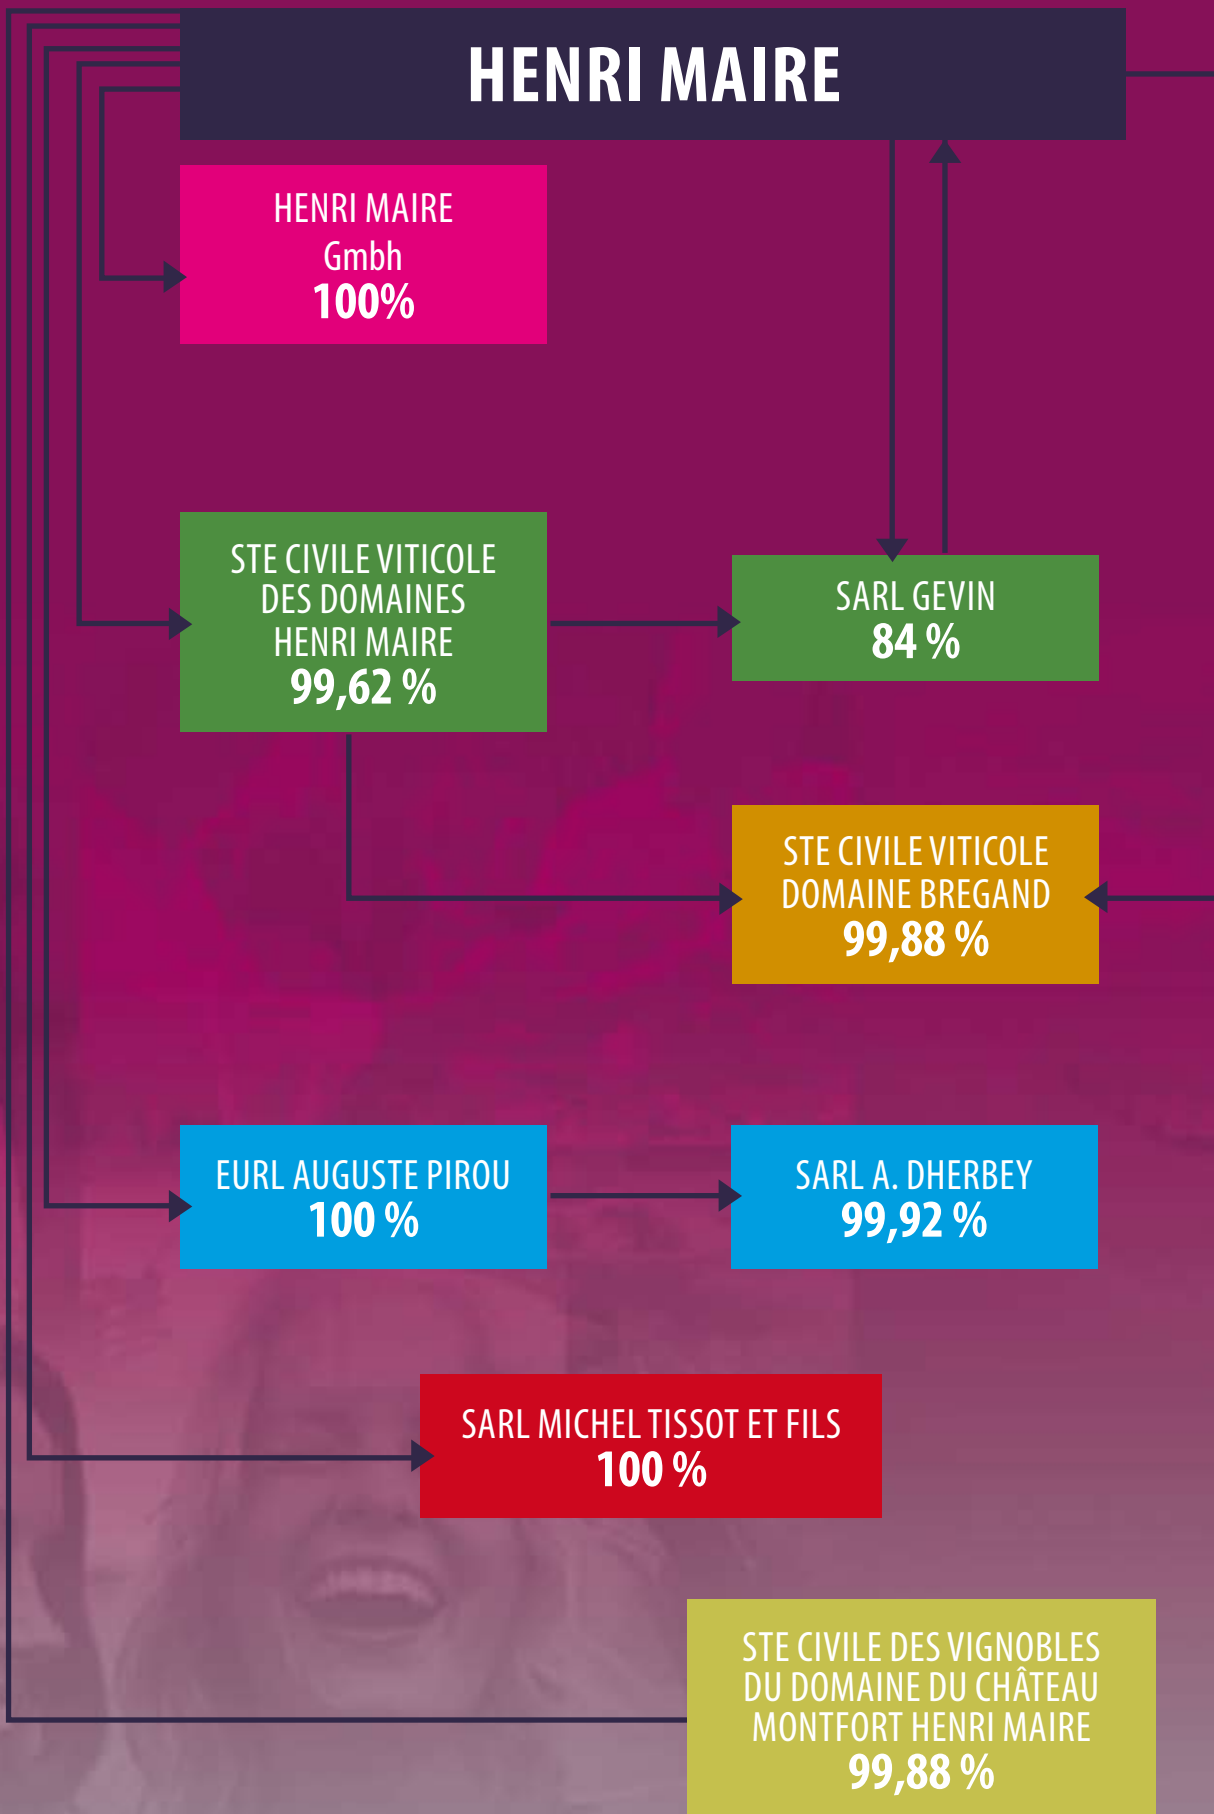 HENRI MAIRE
HENRI MAIRE
Gmbh
100%
STE CIVILE VITICOLE
DES DOMAINES
HENRI MAIRE
99,62 %
SARL GEVIN
84 %
STE CIVILE VITICOLE
DOMAINE BREGAND
99,88 %
EURL AUGUSTE PIROU
100 %
SARL A. DHERBEY
99,92 %
SARL MICHEL TISSOT ET FILS
100 %
STE CIVILE DES VIGNOBLES
DU DOMAINE DU CHÂTEAU
MONTFORT HENRI MAIRE
99,88 %